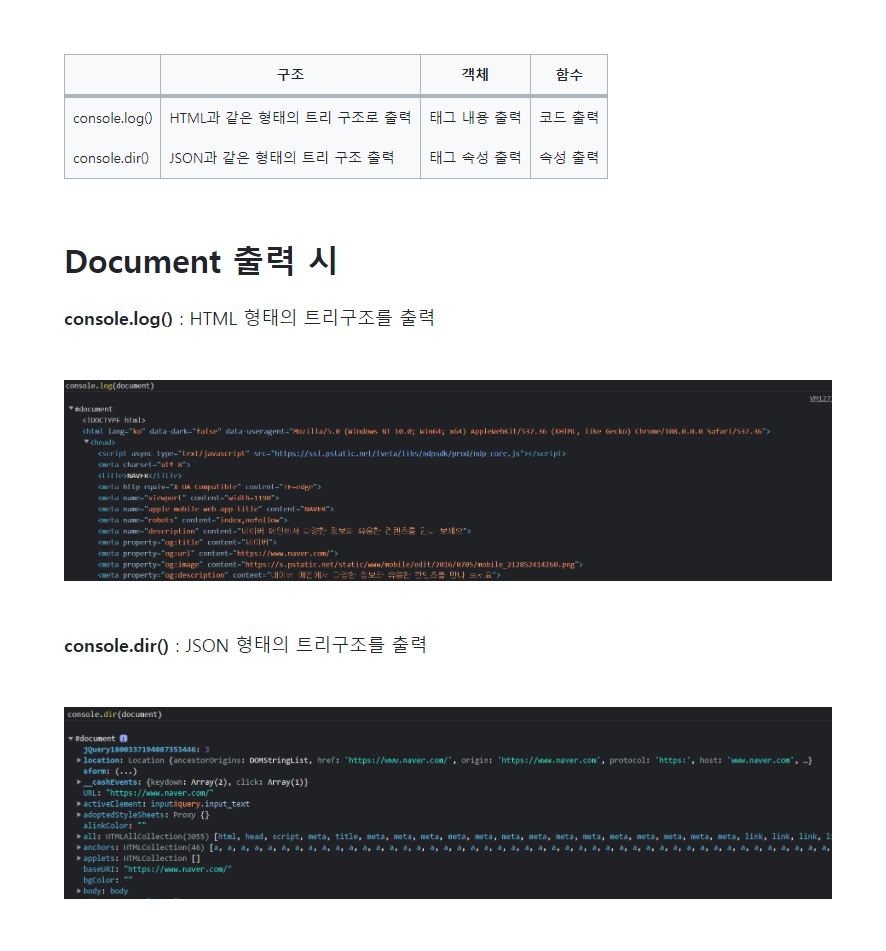 구조 객체 함수
console.log() HTML과 같은 형태의 트리 구조로 출력 태그 내용 출력 코드 출력
console.dir() JSON과 같은 형태의 트리 구조 출력 태그 속성 출력 속성 출력
Document 출력 시
console.log() : HTML 형태의 트리구조를 출력
console.log(document)
VM127
▼#document
<!DOCTYPE html>
<html lang="ko" data-dark="false" data-useragent="Mozilla/5.0 (Windows NT 10.0; Win64; x64) AppleWebKit/537.36 (KHTML, like Gecko) Chrome/108.0.0.0 Safari/537.36">
▼<head>
<script async type="text/javascript" src="https://ssl.pstatic.net/tveta/libs/ndpsdk/prod/ndp-core.js"></script>
<meta charset="utf-8">
<title>NAVER</title>
<meta http-equiv="X-UA-Compatible" content="IE=edge">
<meta name="viewport" content="width=1190">
<meta name="apple-mobile-web-app-title" content="NAVER">
<meta name="robots" content="index,nofollow">
<meta name="description" content="네이버 메인에서 다양한 정보와 유용한 컨텐츠를 만나 보세요">
<meta property="og:title" content="네이버">
<meta property="og:url" content="https://www.naver.com/">
<meta property="og:image" content="https://s.pstatic.net/static/www/mobile/edit/2016/0705/mobile_212852414260.png">
<meta property="og:description" content="네이버 메인에서 다양한 정보와 유용한 컨텐츠를 만나 보세요">
console.dir() : JSON 형태의 트리구조를 출력
console.dir(document)
▼#document i
jQuery1800337194087353446: 3
▶location: Location {ancestorOrigins: DOMStringList, href: 'https://www.naver.com/', origin: 'https://www.naver.com', protocol: 'https:', host: 'www.naver.com', …}
sform: (...)
▶__cashEvents: {keydown: Array(2), click: Array(1)}
URL: "https://www.naver.com/"
▶activeElement: input#query.input_text
▶adoptedStyleSheets: Proxy {}
alinkColor: ""
▶all: HTMLAllCollection(3055) [html, head, script, meta, title, meta, meta, meta, meta, meta, meta, meta, meta, meta, meta, meta, meta, meta, meta, link, link, link, li
▶anchors: HTMLCollection(46) [a, a, a, a, a, a, a, a, a, a, a, a, a, a, a, a, a, a, a, a, a, a, a, a, a, a, a, a, a, a, a, a, a, a, a, a, a, a, a, a, a, a, a, a, a,
▶applets: HTMLCollection []
baseURI: "https://www.naver.com/"
bgColor: ""
▶body: body